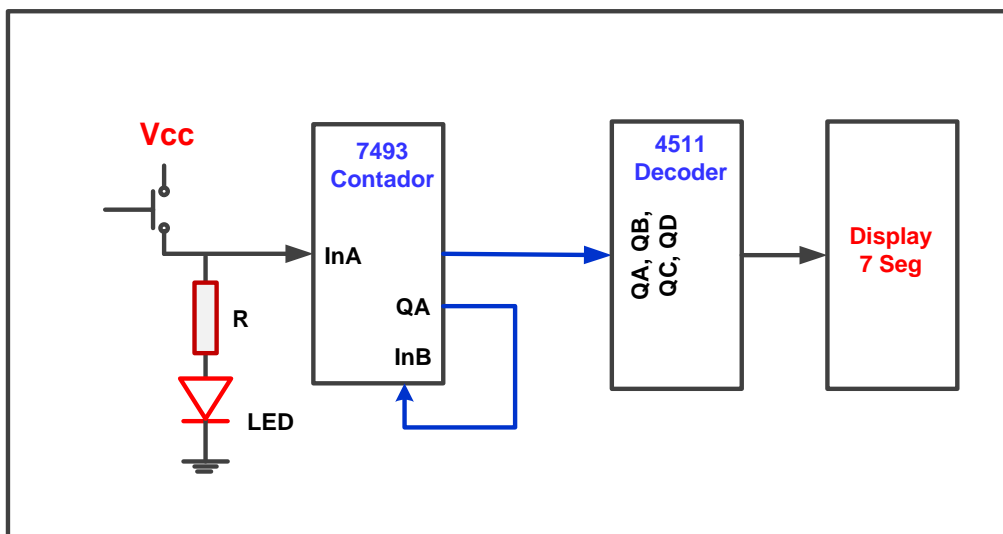 Vcc
7493
Contador
InA
QA
InB
R
LED
4511
Decoder
QA, QB,
QC, QD
Display
7 Seg